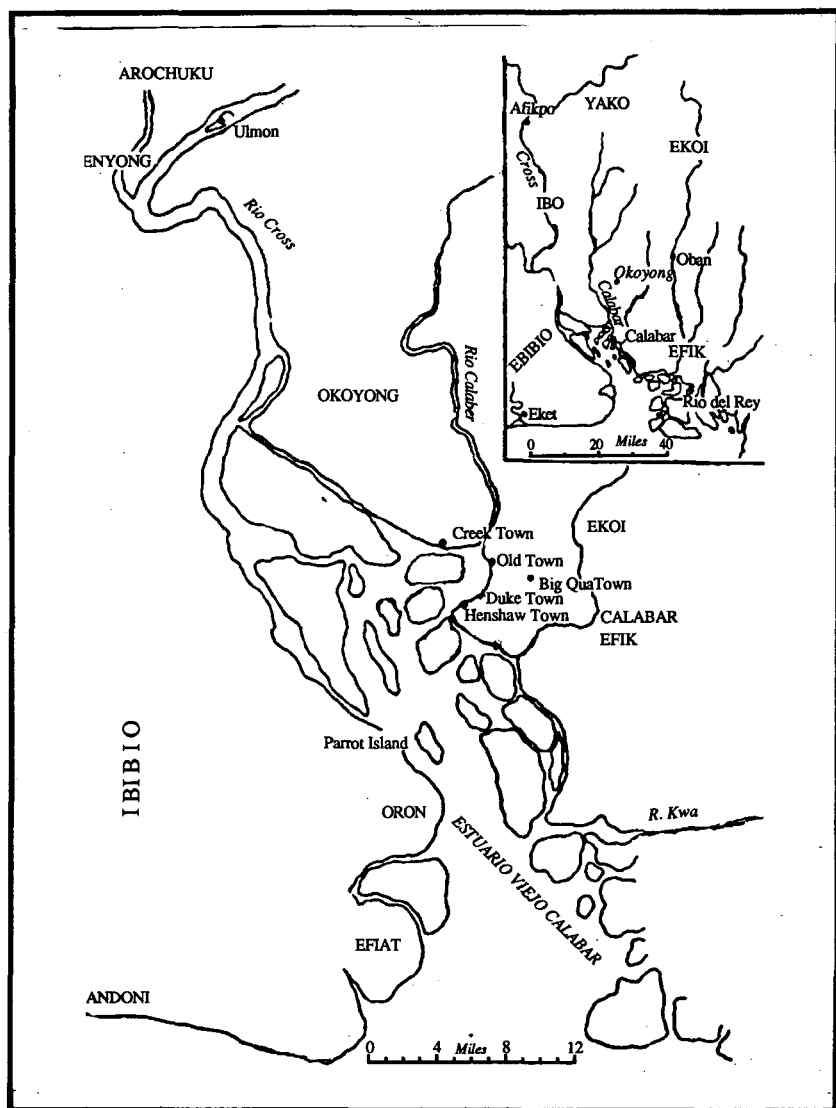 AROCHUKU
Ulmon
ENYONG
Rio Cross
OKOYONG
Rio Calaber
Creek Town
Old Town
EKOI
Big QuaTown
Duke Town
Henshaw Town
CALABAR
EFIK
IBIBIO
Parrot Island
ORON
R. Kwa
ESTUARIO VIEJO CALABAR
EFIAT
ANDONI
0 4 Miles 8 12
Afikpo
YAKO
EKOI
Cross
IBO
Oban
Okoyong
Calabar
Calabar
EBIBIO
EFIK
Rio del Rey
Eket
0 20 Miles 40